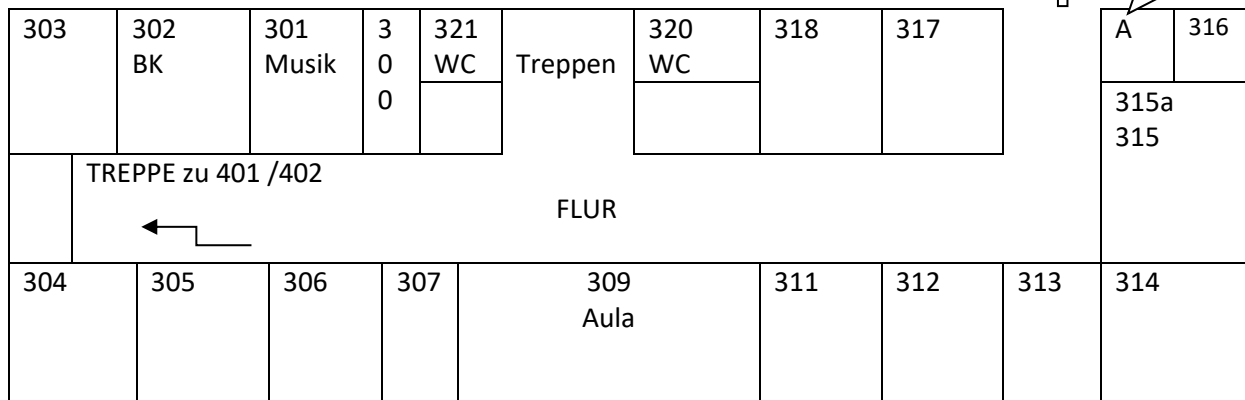 303 302 301 3 321 320 318 317 A 316
BK Musik 0 WC Treppen WC
0 315a
315
TREPPE zu 401 /402
FLUR
304 305 306 307 309 311 312 313 314
Aula